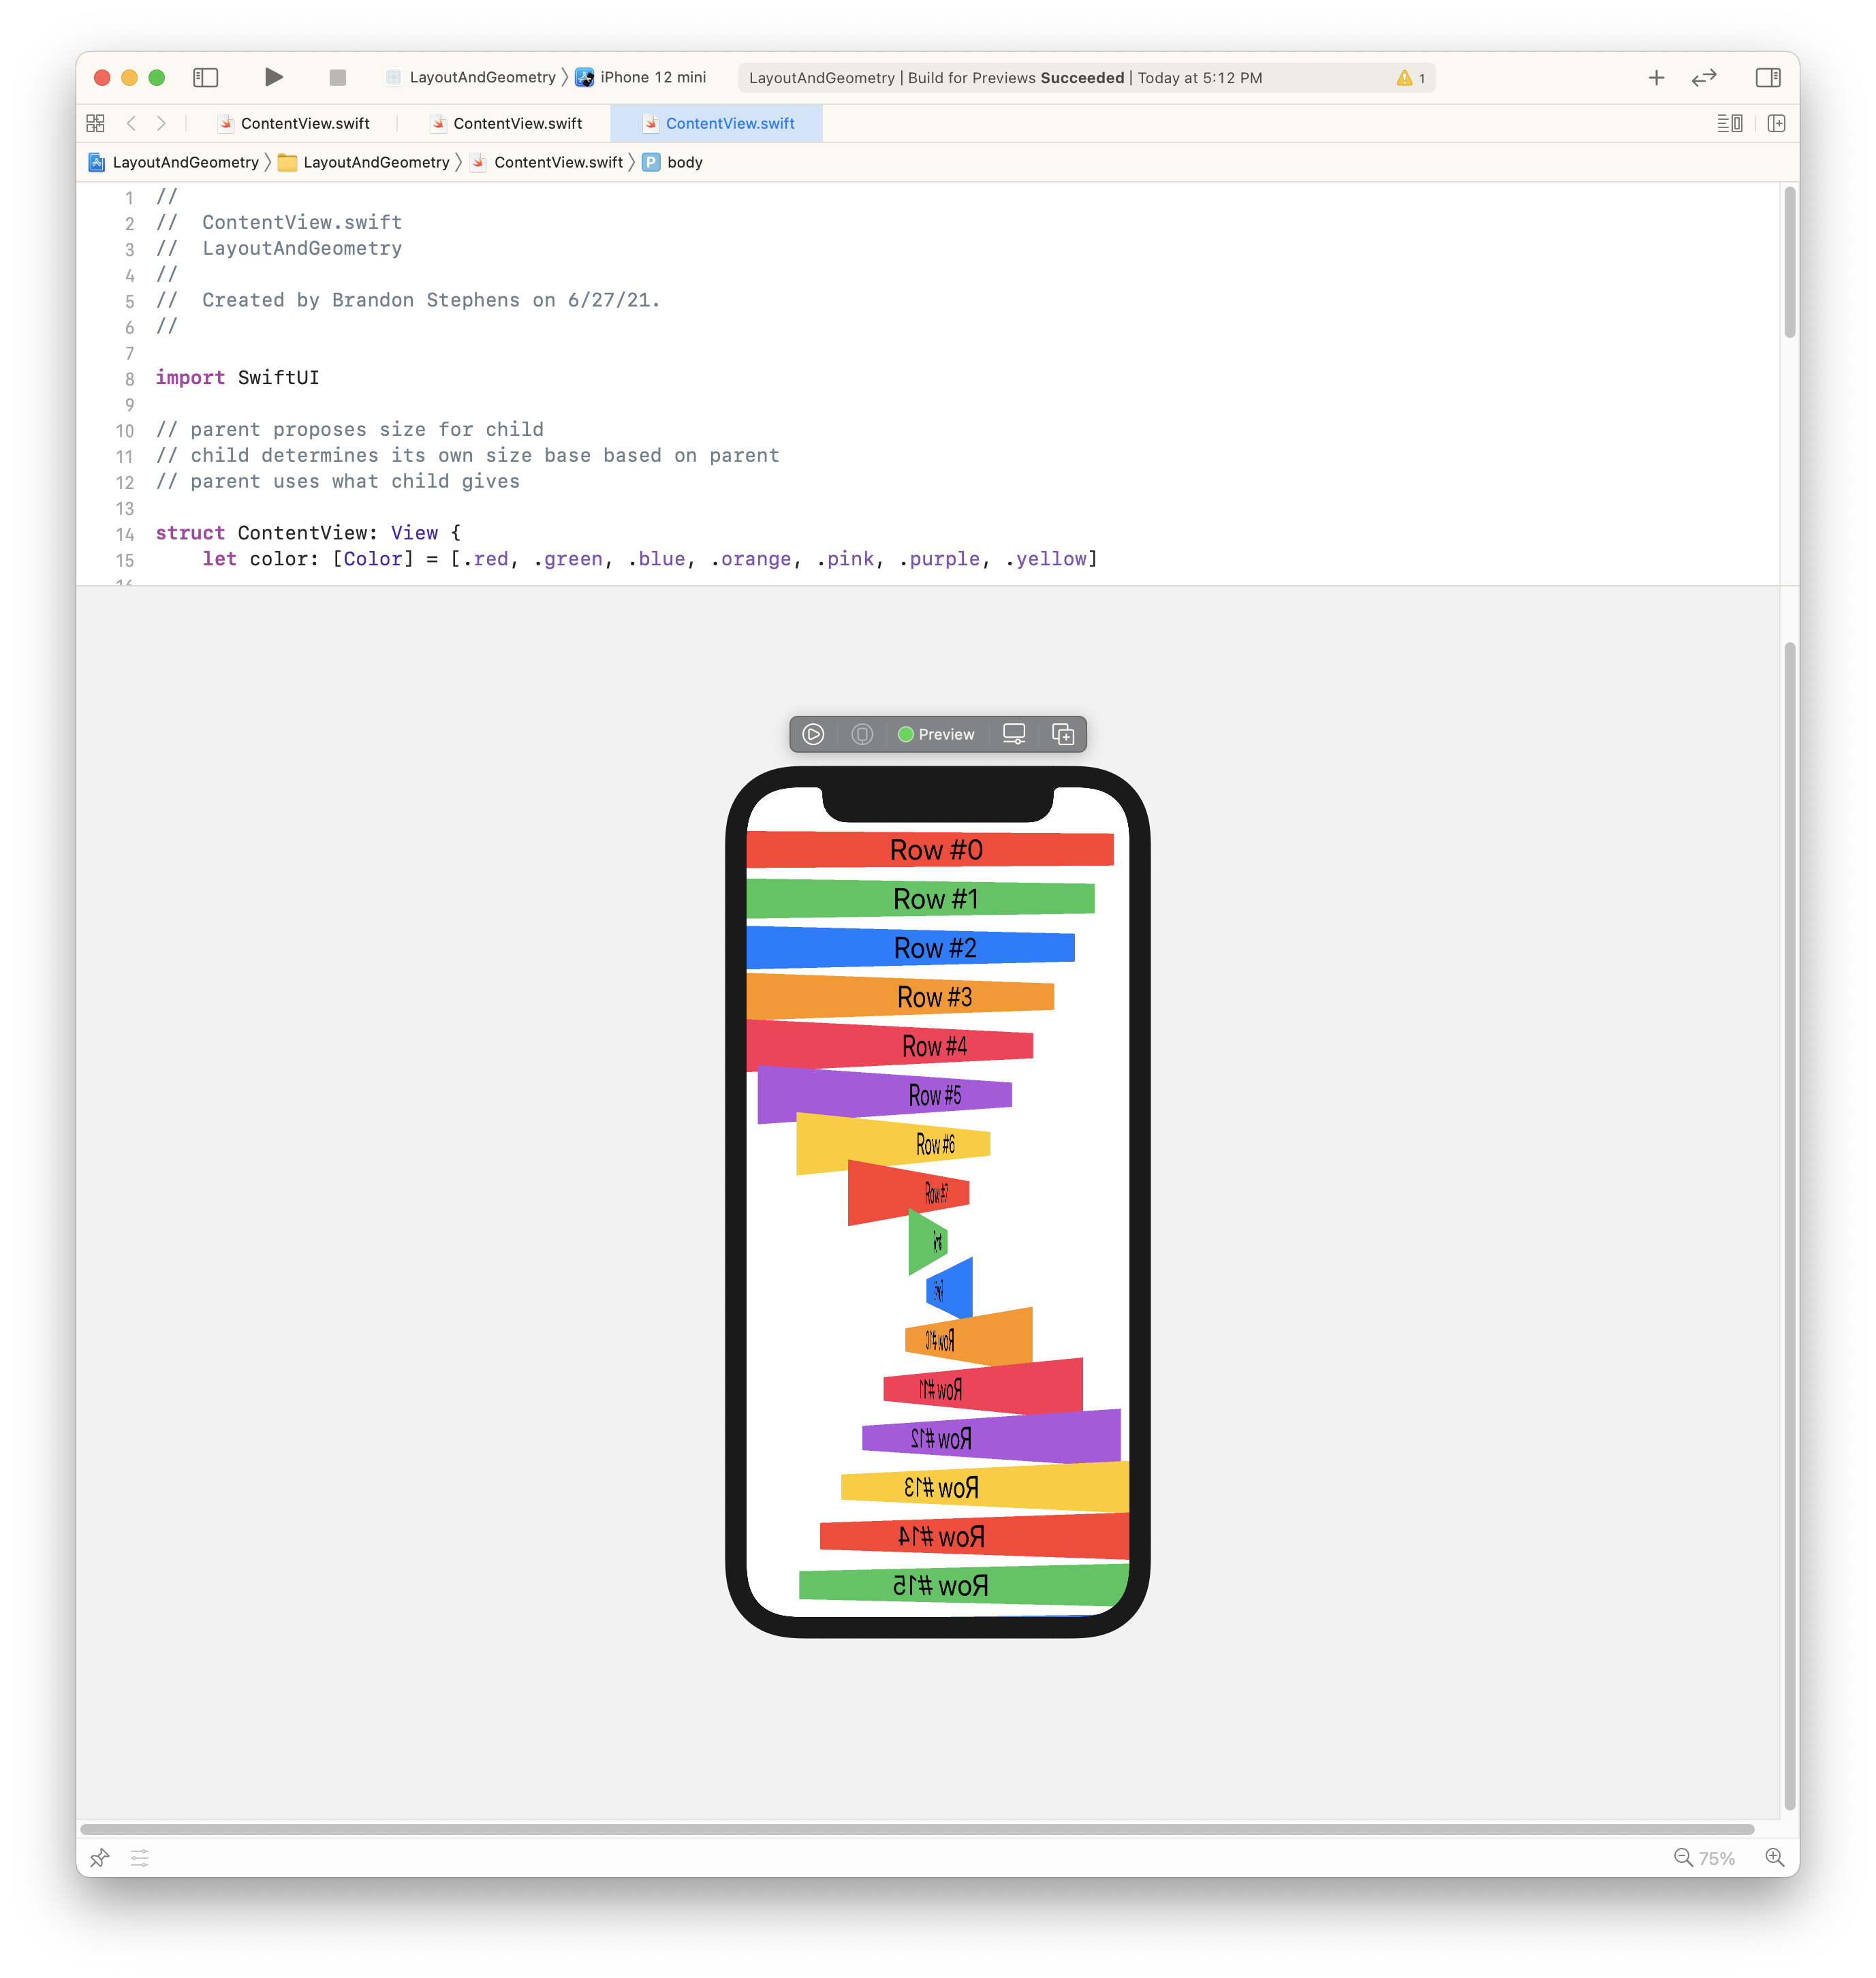 LayoutAndGeometry 〉 iPhone 12 mini
LayoutAndGeometry | Build for Previews Succeeded | Today at 5:12 PM
1
ContentView.swift
ContentView.swift
ContentView.swift
LayoutAndGeometry 〉 LayoutAndGeometry 〉 ContentView.swift 〉 P body
1 //
2 //  ContentView.swift
3 //  LayoutAndGeometry
4 //
5 //  Created by Brandon Stephens on 6/27/21.
6 //
7
8 import SwiftUI
9
10 // parent proposes size for child
11 // child determines its own size base based on parent
12 // parent uses what child gives
13
14 struct ContentView: View {
15     let color: [Color] = [.red, .green, .blue, .orange, .pink, .purple, .yellow]
Preview
Row #0
Row #1
Row #2
Row #3
Row #4
Row #5
Row #6
Row #7
Row #10
Row #11
Row #12
Row #13
Row #14
Row #15
75%